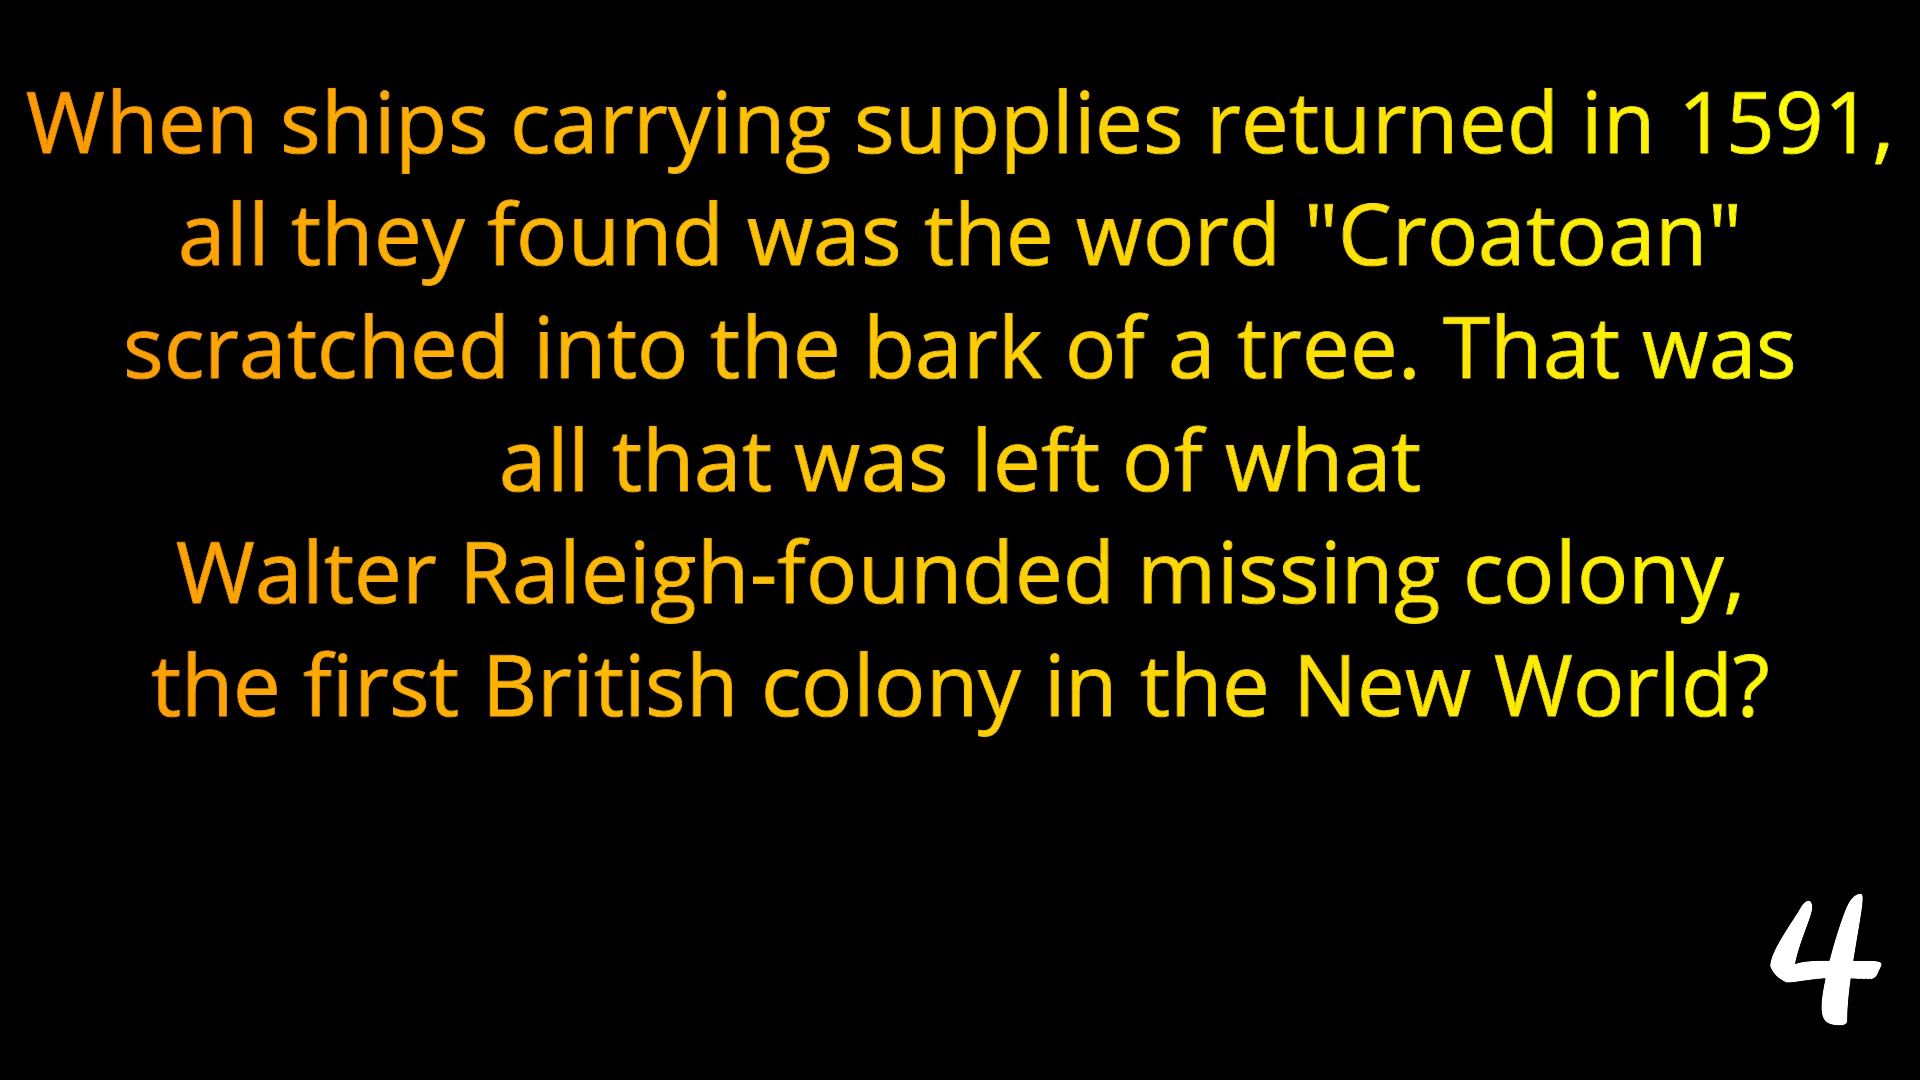 When ships carrying supplies returned in 1591,
all they found was the word "Croatoan"
scratched into the bark of a tree. That was
all that was left of what
Walter Raleigh-founded missing colony,
the first British colony in the New World?
4